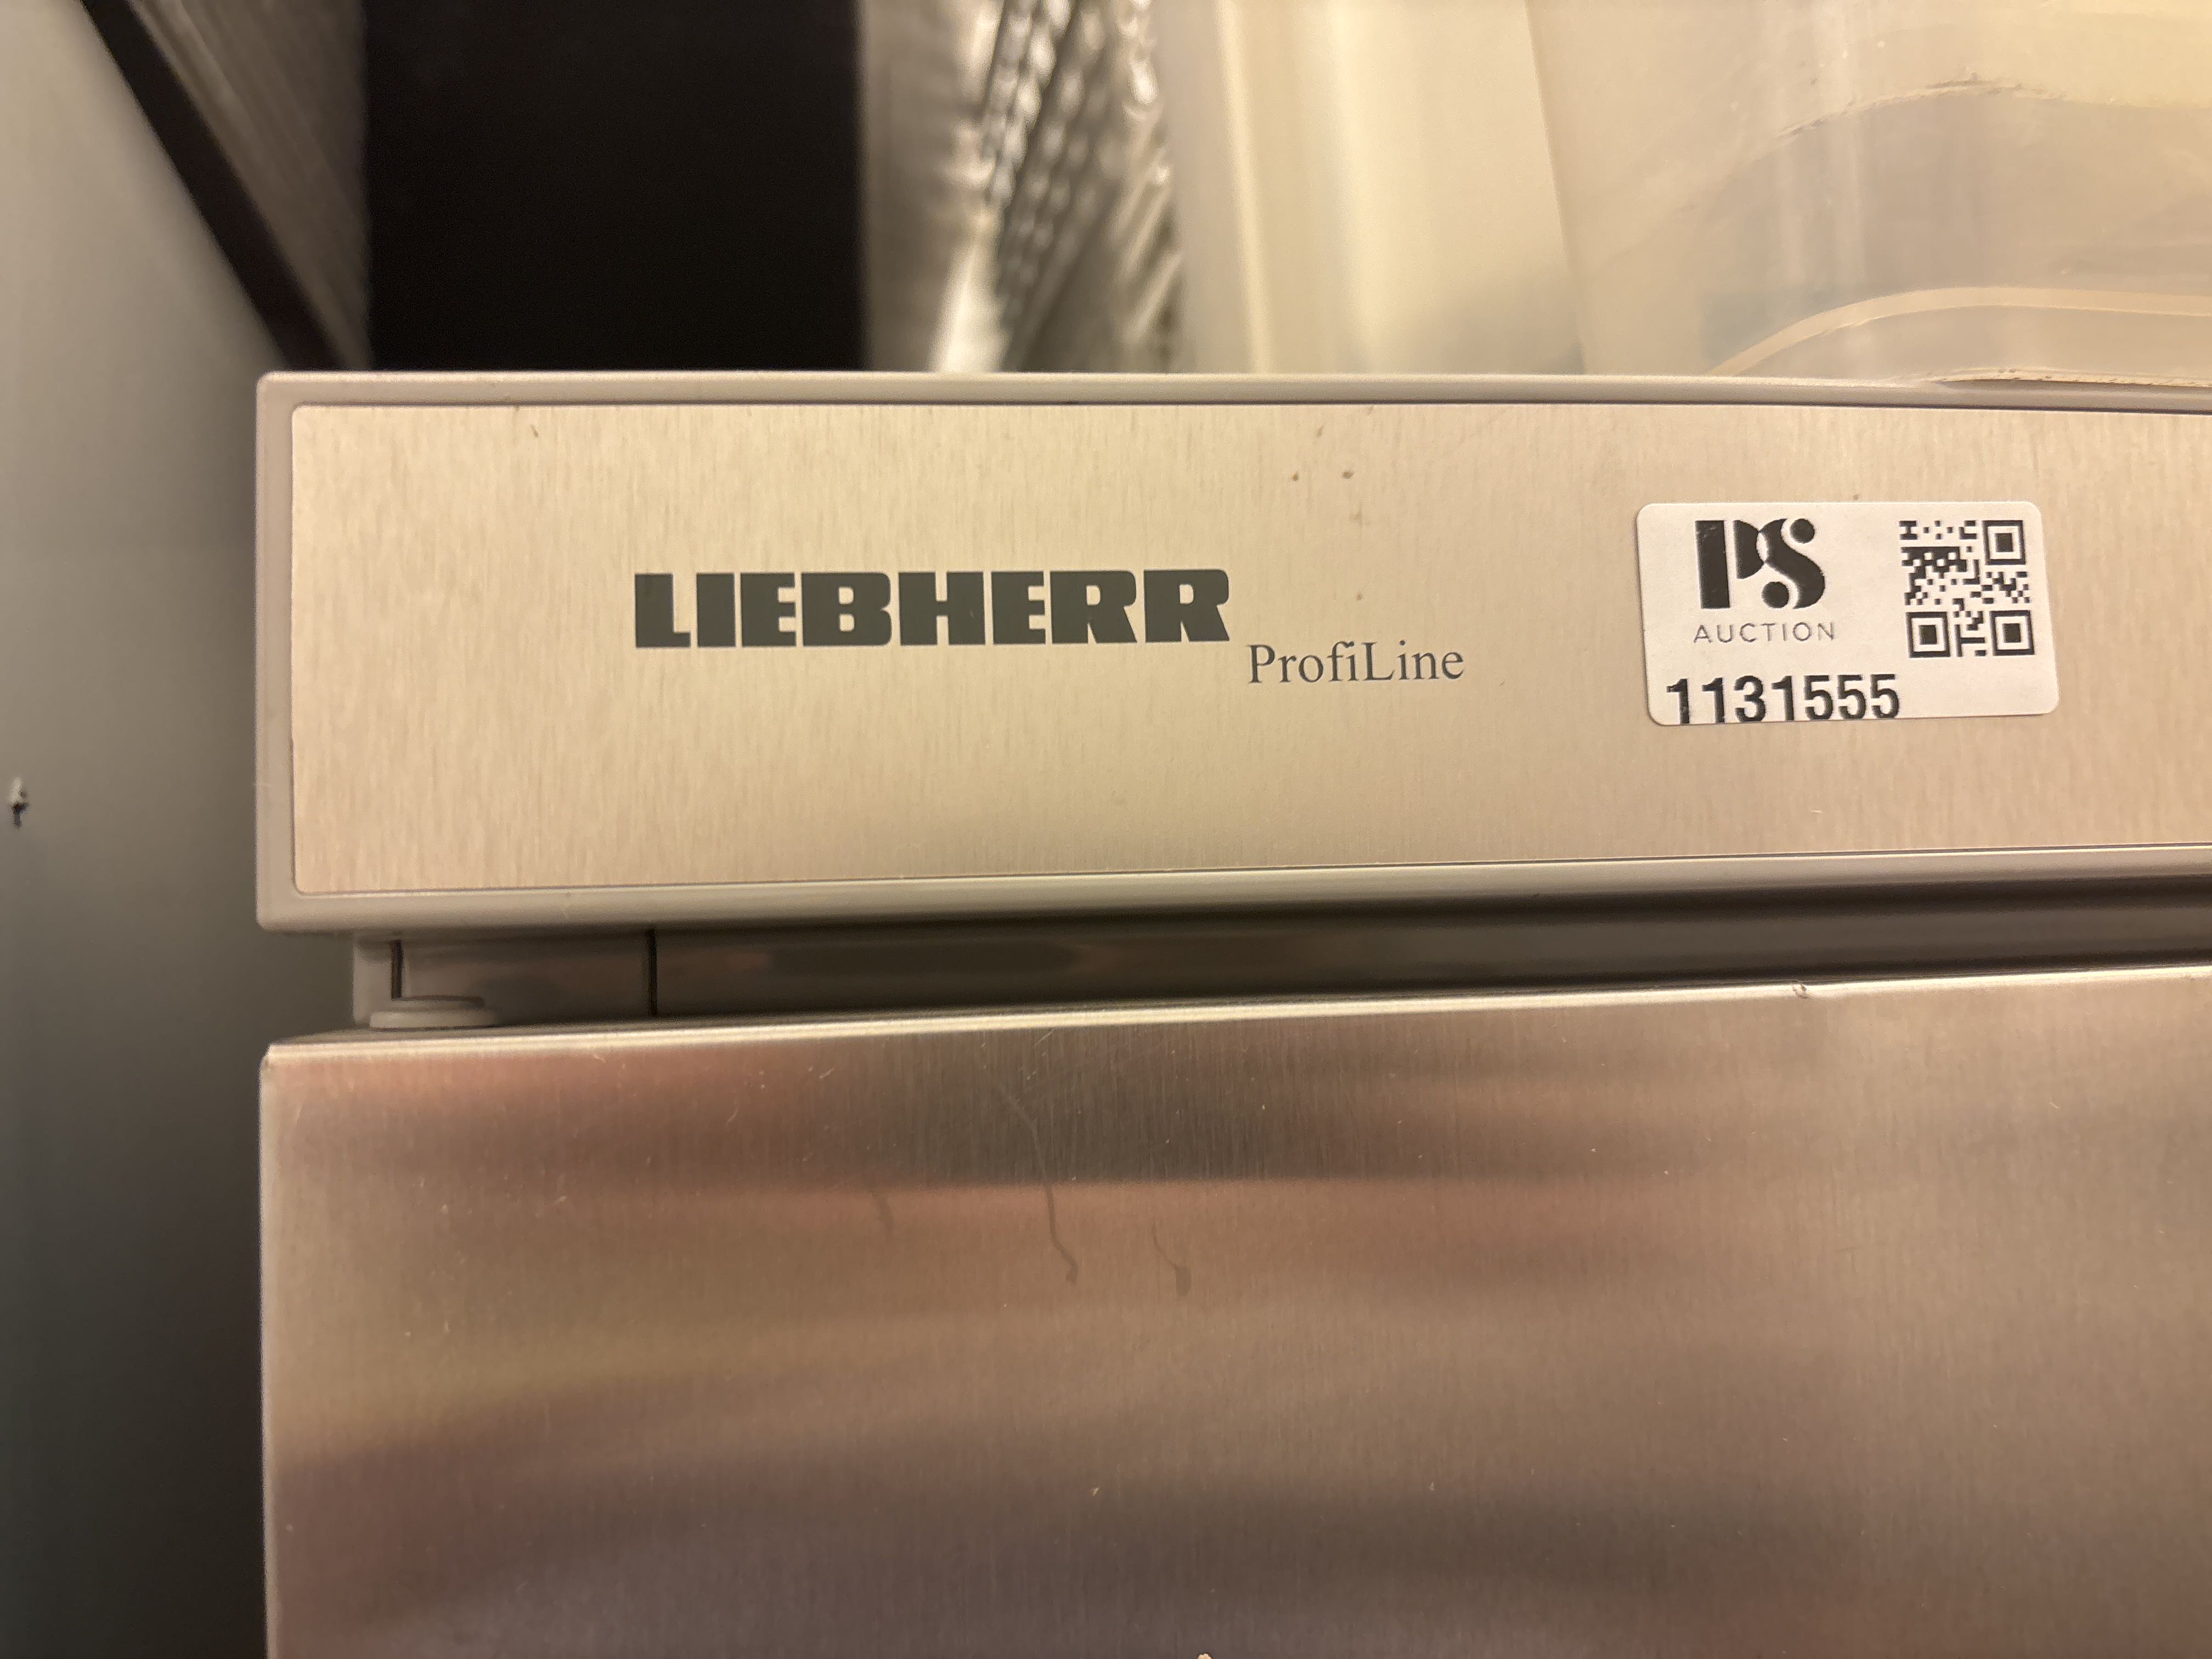 LIEBHERR
ProfiLine
PS
AUCTION
1131555